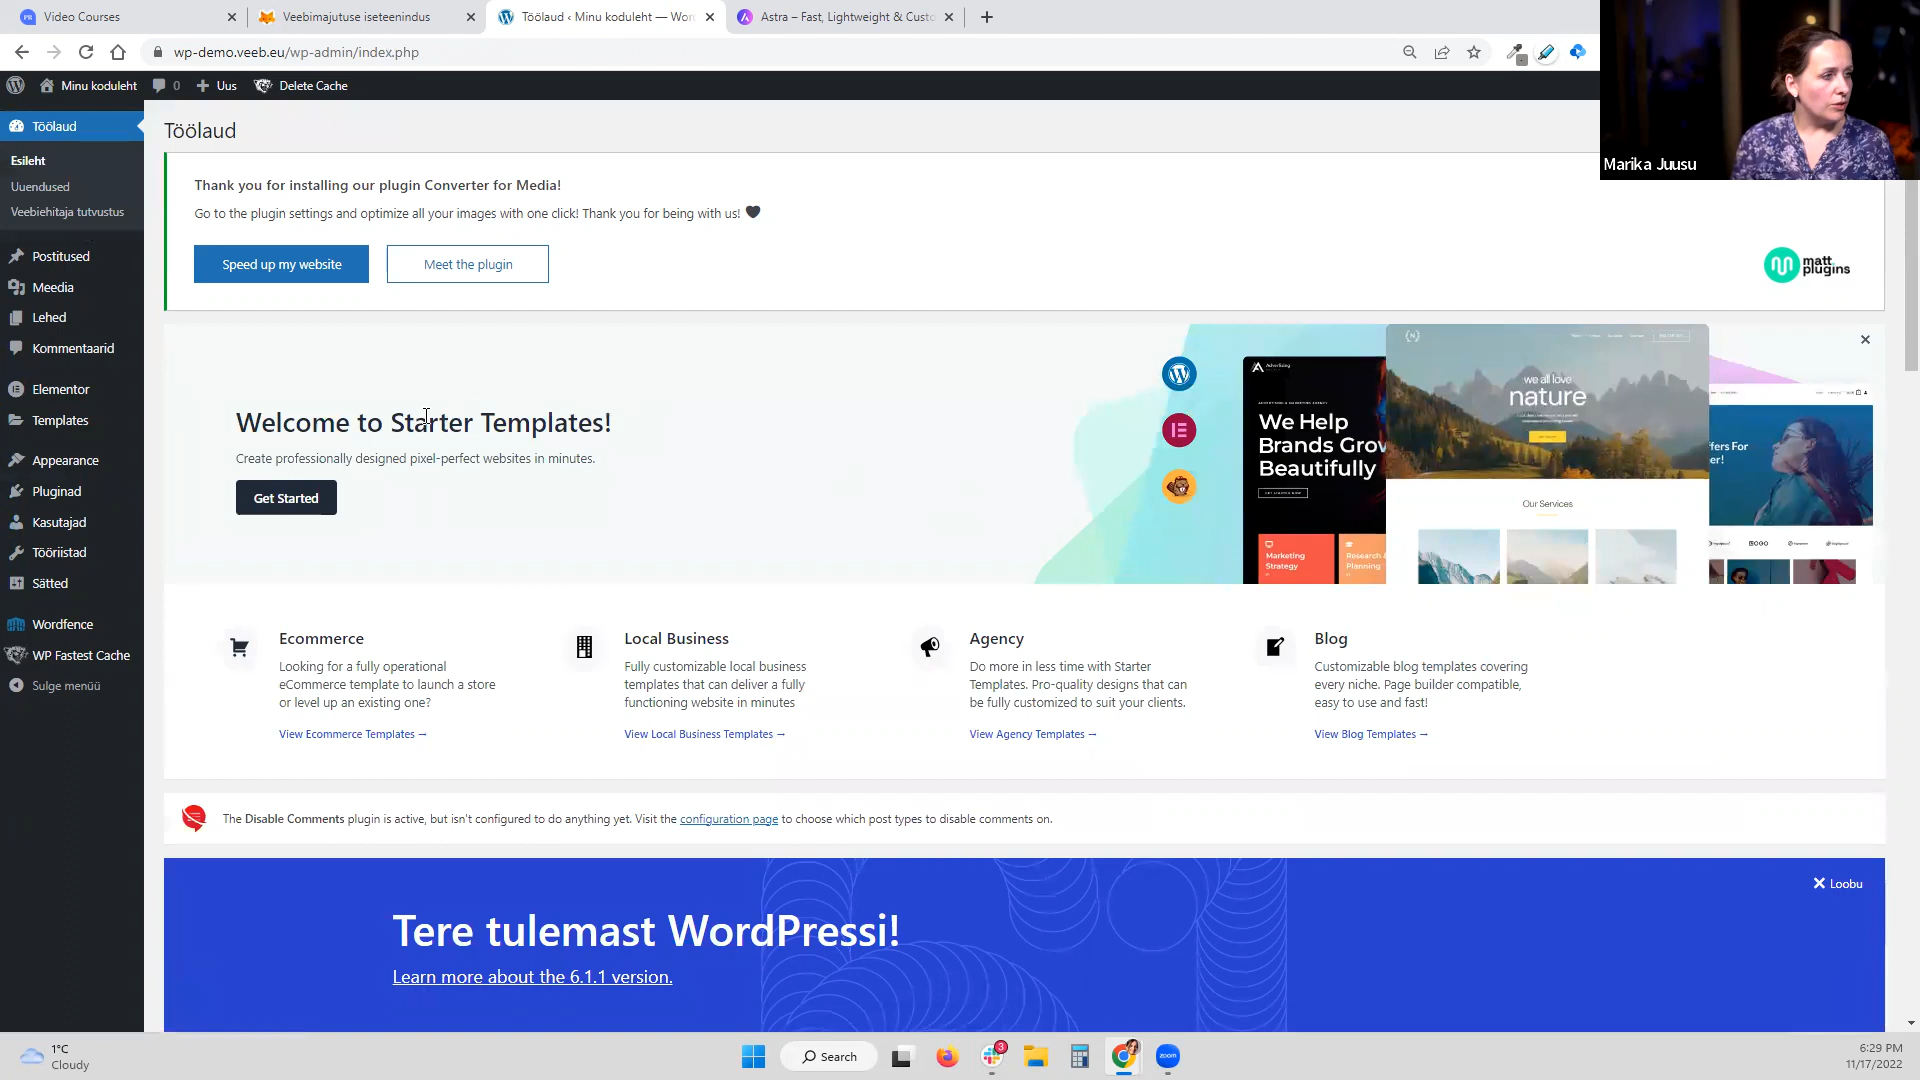 Video Courses
Veebimajutuse iseteenindus
Töölaud ‹ Minu koduleht — Wor
Astra – Fast, Lightweight & Custo
wp-demo.veeb.eu/wp-admin/index.php
Minu koduleht
0
Uus
Delete Cache
Töölaud
Esileht
Uuendused
Veebiehitaja tutvustus
Postitused
Meedia
Lehed
Kommentaarid
Elementor
Templates
Appearance
Pluginad
Kasutajad
Tööriistad
Sätted
Wordfence
WP Fastest Cache
Sulge menüü
Töölaud
Marika Juusu
Thank you for installing our plugin Converter for Media!
Go to the plugin settings and optimize all your images with one click! Thank you for being with us!
Speed up my website
Meet the plugin
matt plugins
Welcome to Starter Templates!
Create professionally designed pixel-perfect websites in minutes.
Get Started
We Help
Brands Grow
Beautifully
Marketing
Strategy
Research &
Planning
we all love
nature
Our Services
ffers For
er!
Ecommerce
Looking for a fully operational
eCommerce template to launch a store
or level up an existing one?
View Ecommerce Templates →
Local Business
Fully customizable local business
templates that can deliver a fully
functioning website in minutes
View Local Business Templates →
Agency
Do more in less time with Starter
Templates. Pro-quality designs that can
be fully customized to suit your clients.
View Agency Templates →
Blog
Customizable blog templates covering
every niche. Page builder compatible,
easy to use and fast!
View Blog Templates →
The Disable Comments plugin is active, but isn't configured to do anything yet. Visit the configuration page to choose which post types to disable comments on.
Loobu
Tere tulemast WordPressi!
Learn more about the 6.1.1 version.
1°C
Cloudy
Search
3
zoom
6:29 PM
11/17/2022